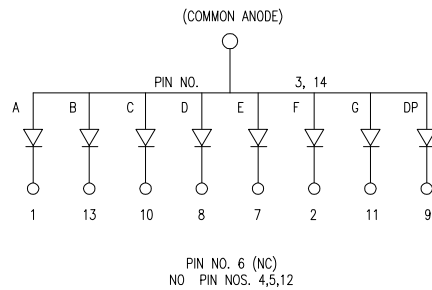 (COMMON ANODE)
PIN NO. 3, 14
A B C D E F G DP
1 13 10 8 7 2 11 9
PIN NO. 6 (NC)
NO PIN NOS. 4,5,12